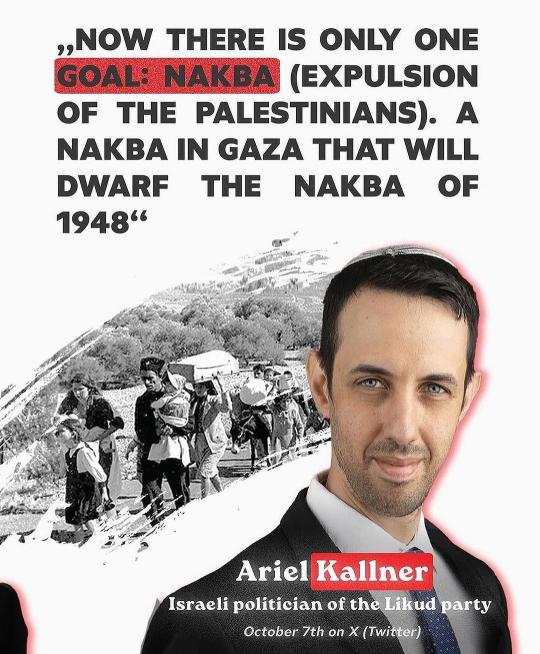 „NOW THERE IS ONLY ONE
GOAL: NAKBA (EXPULSION
OF THE PALESTINIANS). A
NAKBA IN GAZA THAT WILL
DWARF THE NAKBA OF
1948“
Ariel Kallner
Israeli politician of the Likud party
October 7th on X (Twitter)